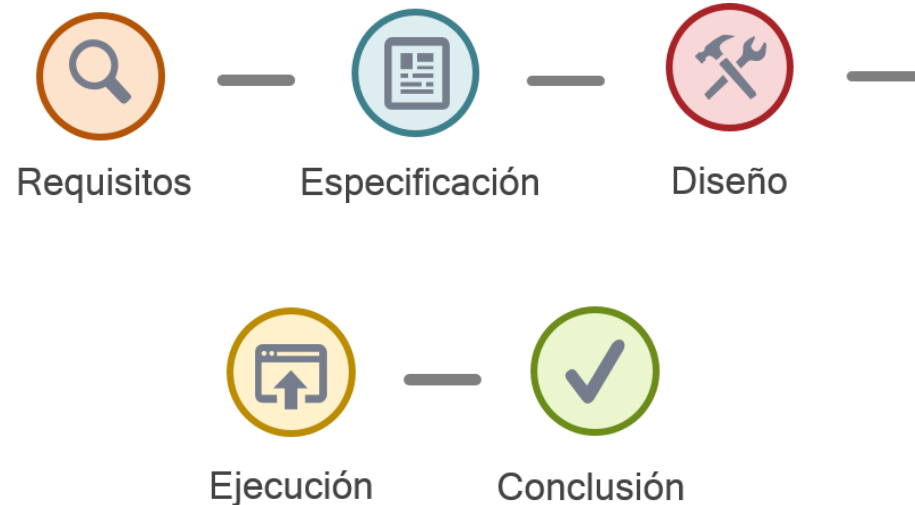 Requisitos
Especificación
Diseño
Ejecución
Conclusión